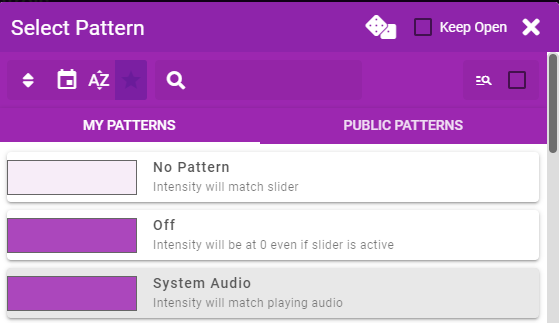 Select Pattern
Keep Open
AZ
MY PATTERNS
PUBLIC PATTERNS
No Pattern
Intensity will match slider
Off
Intensity will be at 0 even if slider is active
System Audio
Intensity will match playing audio